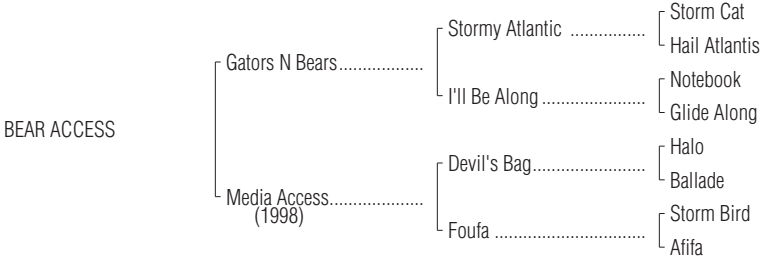 Storm Cat
Stormy Atlantic ................
Hail Atlantis
Gators N Bears..................
Notebook
I'll Be Along ......................
Glide Along
BEAR ACCESS
Halo
Devil's Bag........................
Ballade
Media Access....................
(1998)
Storm Bird
Foufa ................................
Afifa